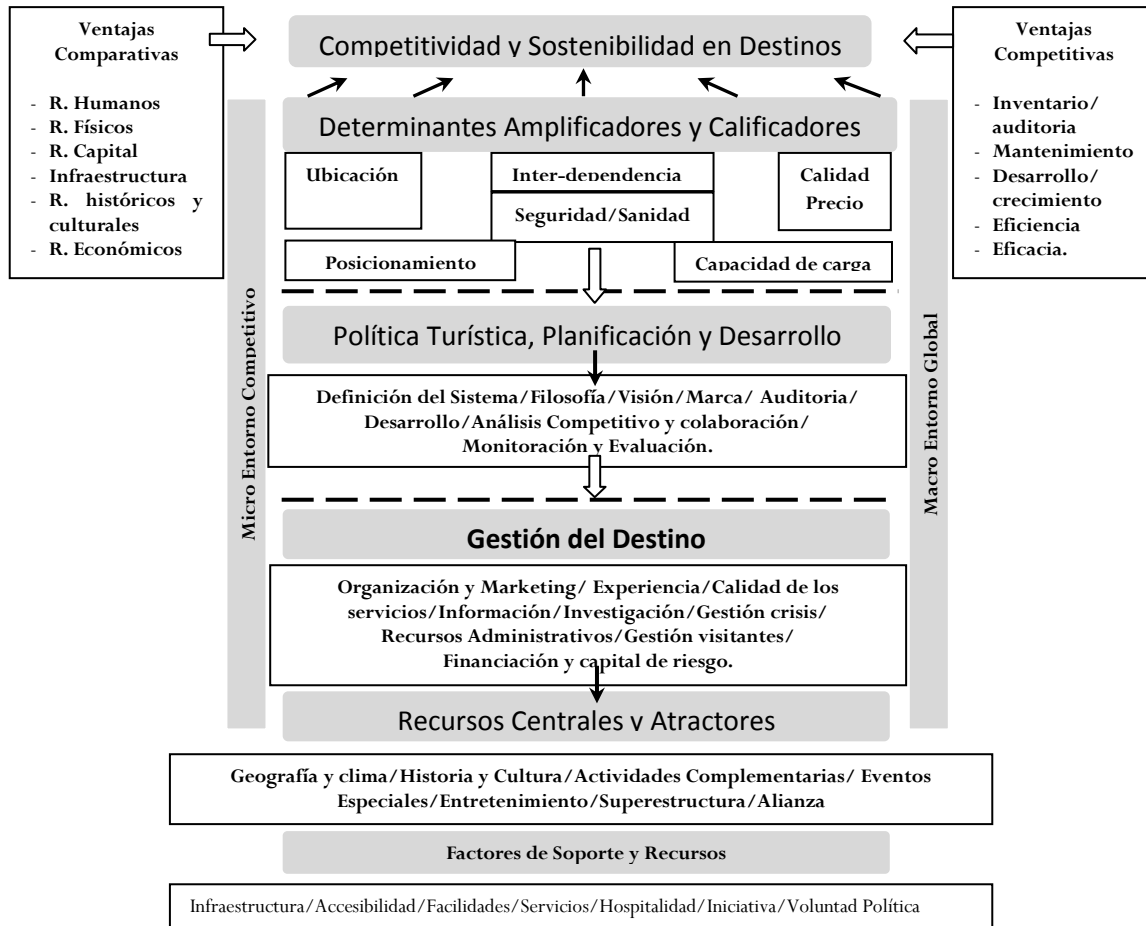 Ventajas
Comparativas
- R. Humanos
- R. Físicos
- R. Capital
- Infraestructura
- R. históricos y
culturales
- R. Económicos
Competitividad y Sostenibilidad en Destinos
Ventajas
Competitivas
- Inventario/
auditoria
- Mantenimiento
- Desarrollo/
crecimiento
- Eficiencia
- Eficacia.
Micro Entorno Competitivo
Macro Entorno Global
Determinantes Amplificadores y Calificadores
Ubicación
Inter-dependencia
Calidad
Precio
Seguridad/Sanidad
Posicionamiento
Capacidad de carga
Política Turística, Planificación y Desarrollo
Definición del Sistema/Filosofía/Visión/Marca/ Auditoria/
Desarrollo/Análisis Competitivo y colaboración/
Monitoración y Evaluación.
Gestión del Destino
Organización y Marketing/ Experiencia/Calidad de los
servicios/Información/Investigación/Gestión crisis/
Recursos Administrativos/Gestión visitantes/
Financiación y capital de riesgo.
Recursos Centrales y Atractores
Geografía y clima/Historia y Cultura/Actividades Complementarias/ Eventos
Especiales/Entretenimiento/Superestructura/Alianza
Factores de Soporte y Recursos
Infraestructura/Accesibilidad/Facilidades/Servicios/Hospitalidad/Iniciativa/Voluntad Política